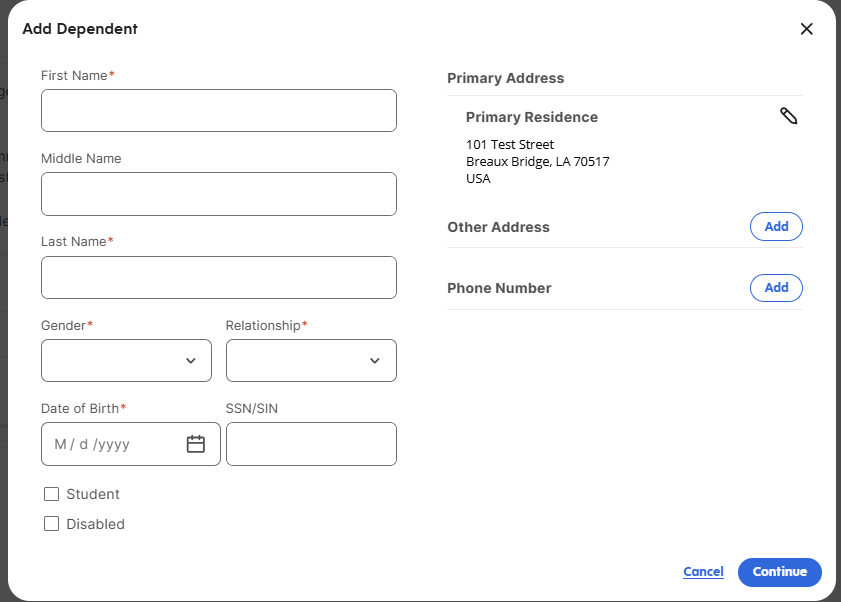 Add Dependent
First Name*
Middle Name
Last Name*
Gender* Relationship*
Date of Birth* SSN/SIN
M / d /yyyy
Student
Disabled
Primary Address
Primary Residence
101 Test Street
Breaux Bridge, LA 70517
USA
Other Address Add
Phone Number Add
Cancel Continue